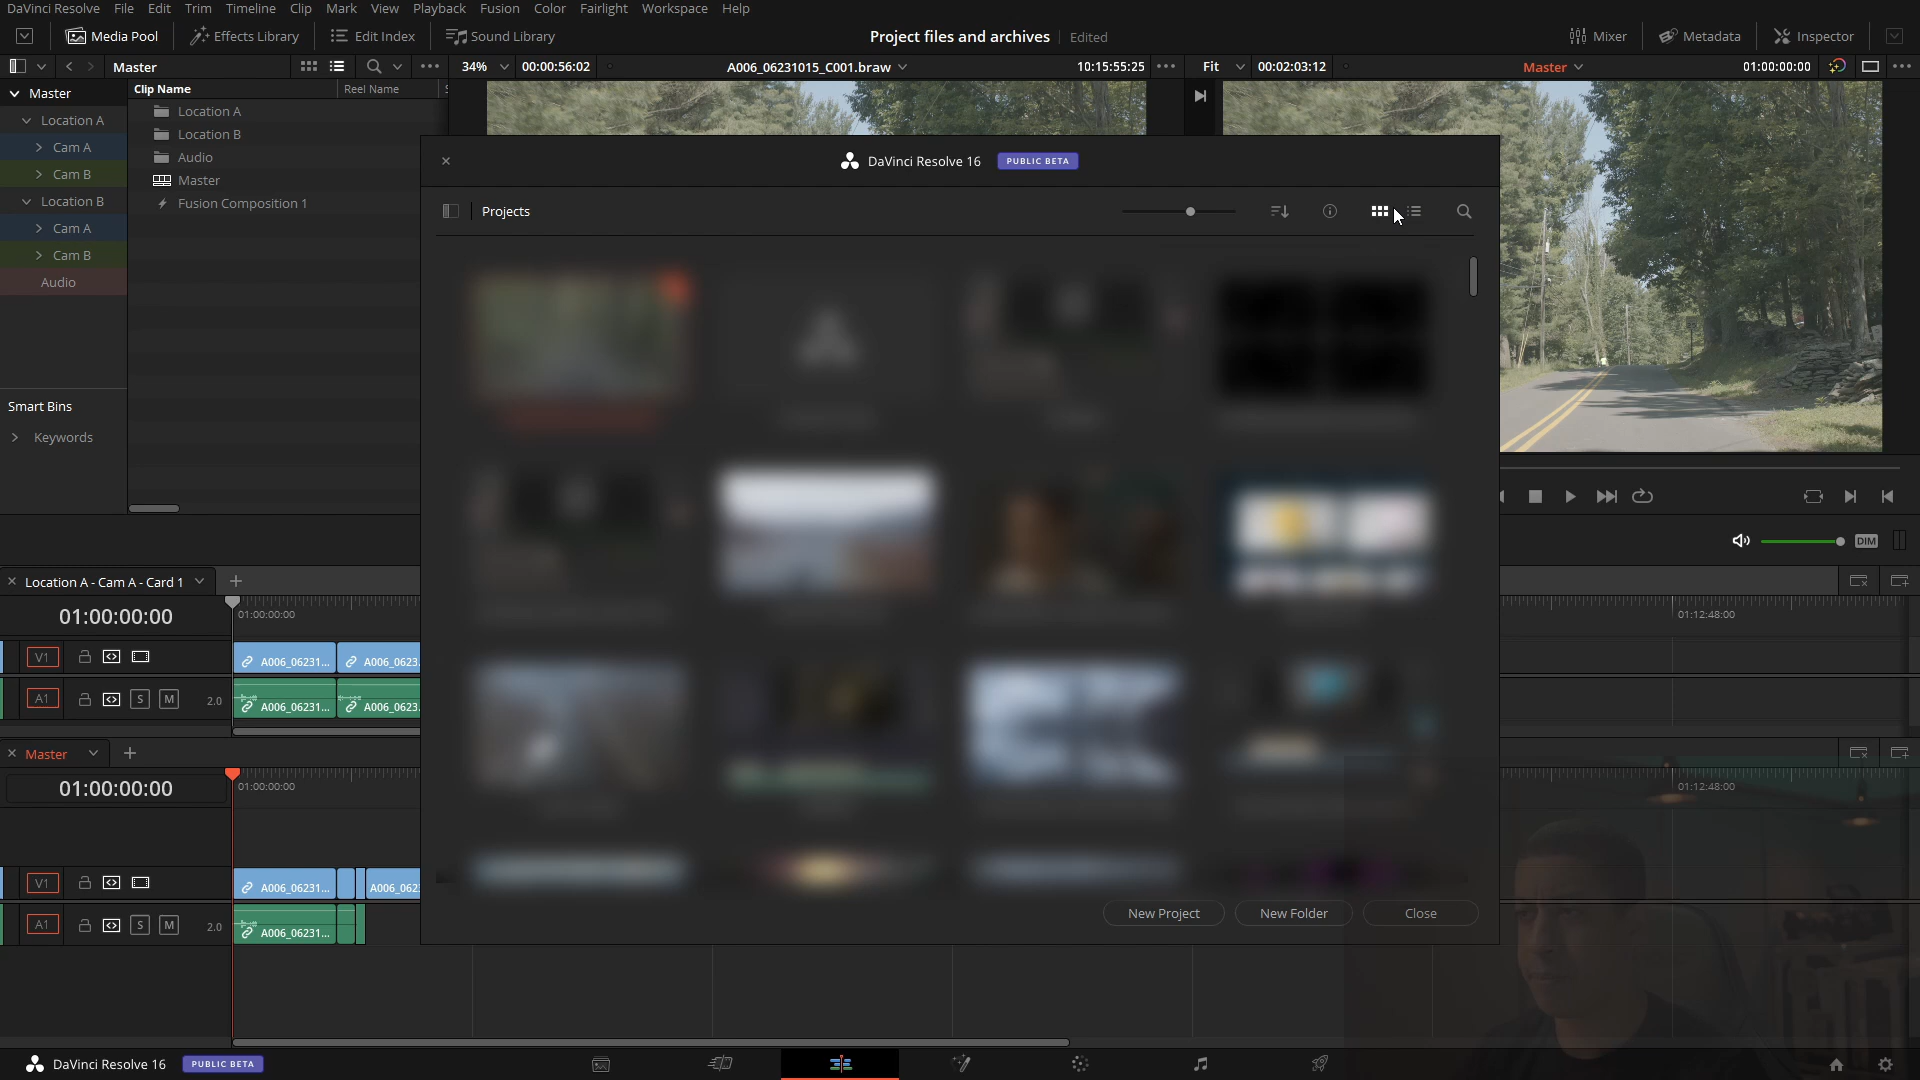 DaVinci Resolve File Edit Trim Timeline Clip Mark View Playback Fusion Color Fairlight Workspace Help
Media Pool Effects Library Edit Index Sound Library Project files and archives Edited Mixer Metadata Inspector
Master 34% 00:00:56:02 A006_06231015_C001.braw 10:15:55:25 Fit 00:02:03:12 Master 01:00:00:00
Master Clip Name Reel Name
Location A Location A
Cam A Location B
Cam B Audio
Location B Master
Cam A Fusion Composition 1
Cam B
Audio
DaVinci Resolve 16 PUBLIC BETA
Projects
Smart Bins
Keywords
DIM
Location A - Cam A - Card 1
01:00:00:00 01:00:00:00 01:12:48:00
V1 A006_06231... A006_0623
A1 S M 2.0 A006_06231... A006_0623
Master
01:00:00:00 01:00:00:00 01:12:48:00
V1 A006_06231... A006_062
A1 S M 2.0 A006_06231...
New Project New Folder Close
DaVinci Resolve 16 PUBLIC BETA